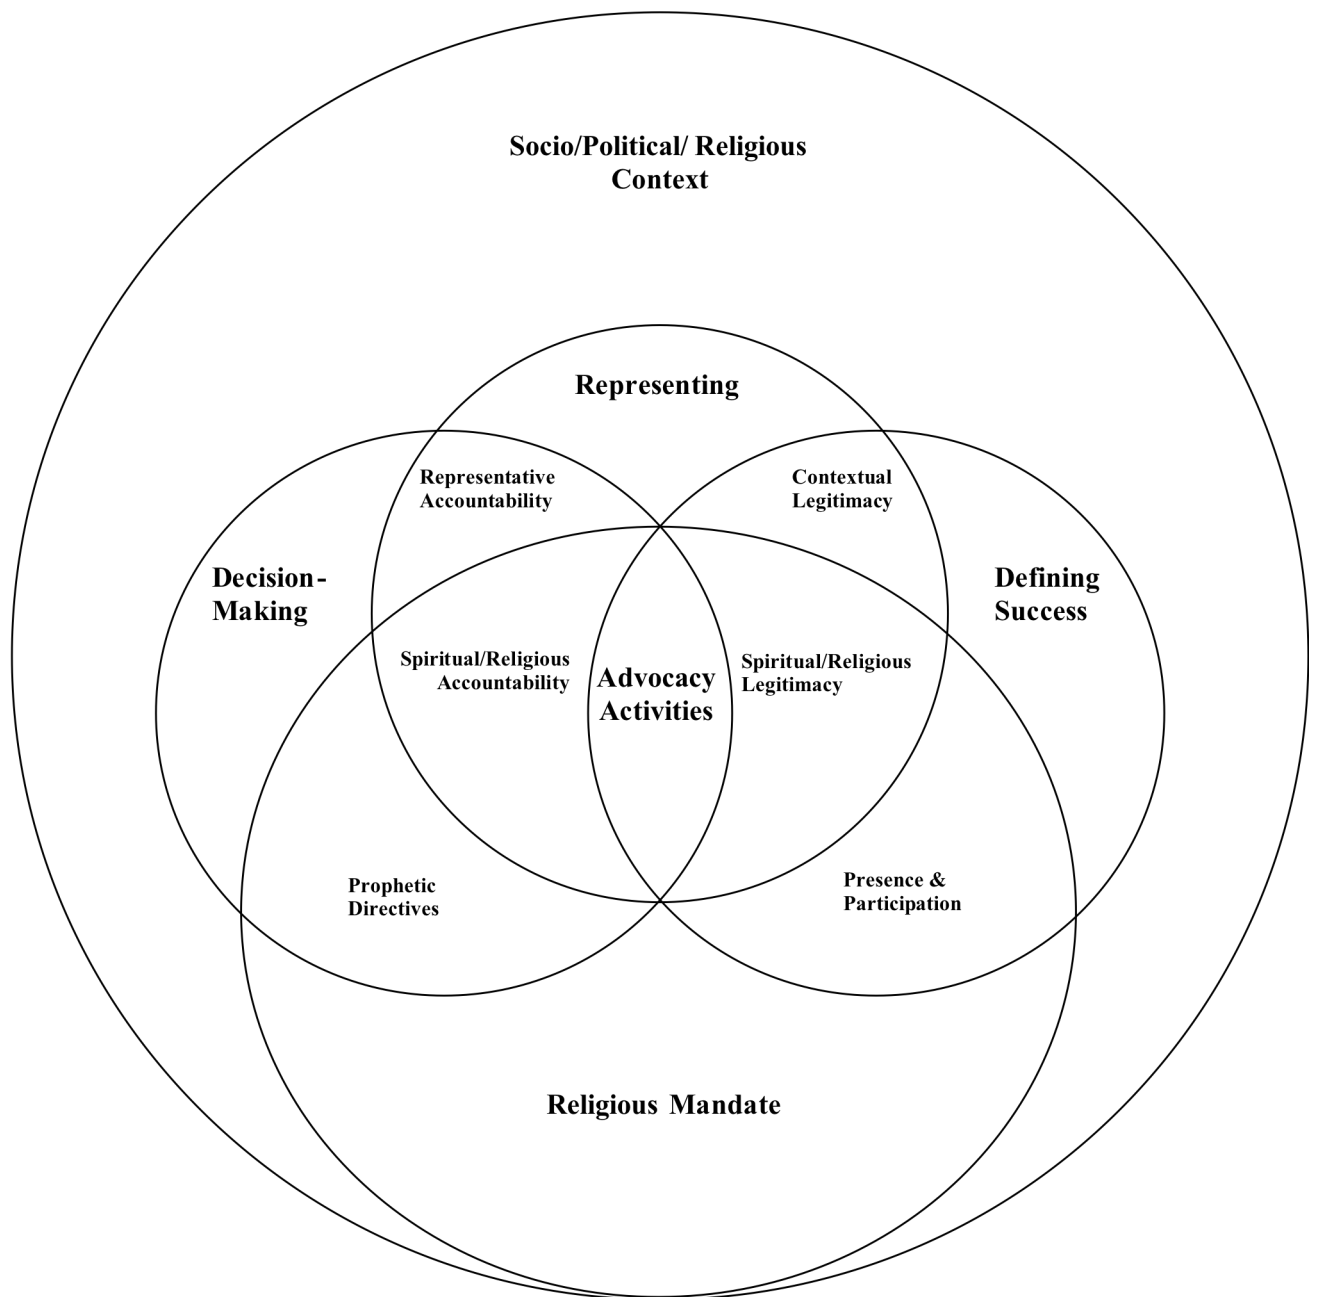 Socio/Political/ Religious
Context
Representing
Representative
Accountability
Contextual
Legitimacy
Decision-
Making
Defining
Success
Spiritual/Religious
Accountability
Advocacy
Activities
Spiritual/Religious
Legitimacy
Prophetic
Directives
Presence &
Participation
Religious Mandate